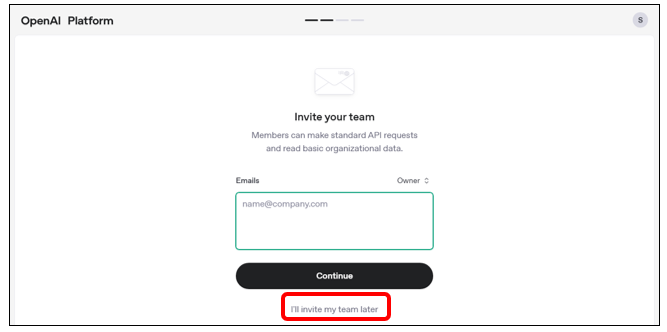 OpenAI Platform
S
Invite your team
Members can make standard API requests
and read basic organizational data.
Emails
Owner
name@company.com
Continue
I'll invite my team later